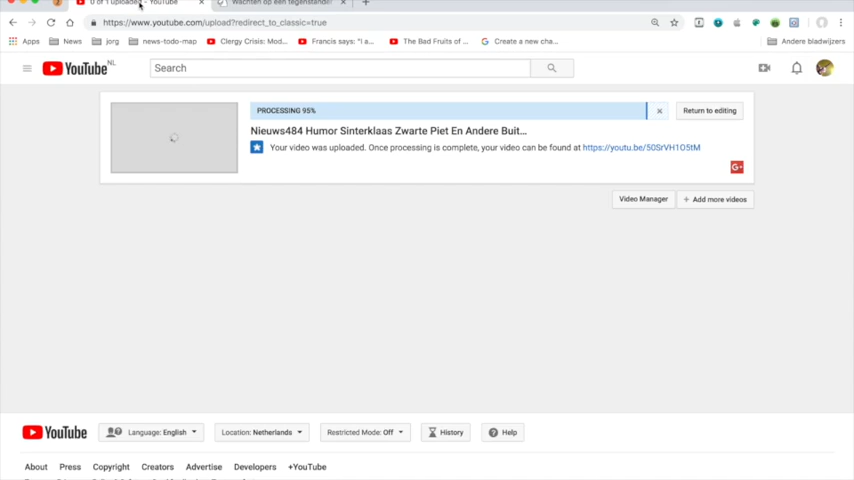 0 of 1 uploaded - YouTube
Wachten op een tegenstander
https://www.youtube.com/upload?redirect_to_classic=true
Apps
News
jorg
news-todo-map
Clergy Crisis: Mod...
Francis says: "I a...
The Bad Fruits of ...
Create a new cha...
Andere bladwijzers
YouTube NL
Search
PROCESSING 95%
Return to editing
Nieuws484 Humor Sinterklaas Zwarte Piet En Andere Buit...
Your video was uploaded. Once processing is complete, your video can be found at https://youtu.be/50SrVH1O5tM
G+
Video Manager
+ Add more videos
YouTube
Language: English
Location: Netherlands
Restricted Mode: Off
History
Help
About
Press
Copyright
Creators
Advertise
Developers
+YouTube